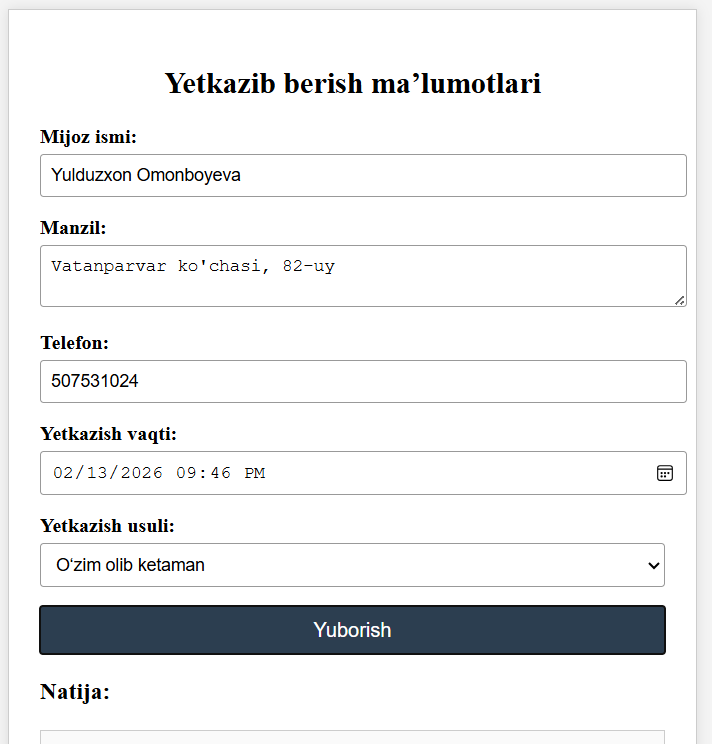 Yetkazib berish ma’lumotlari
Mijoz ismi:
Yulduzxon Omonboyeva
Manzil:
Vatanparvar ko'chasi, 82-uy
Telefon:
507531024
Yetkazish vaqti:
02/13/2026 09:46 PM
Yetkazish usuli:
O‘zim olib ketaman
Yuborish
Natija: